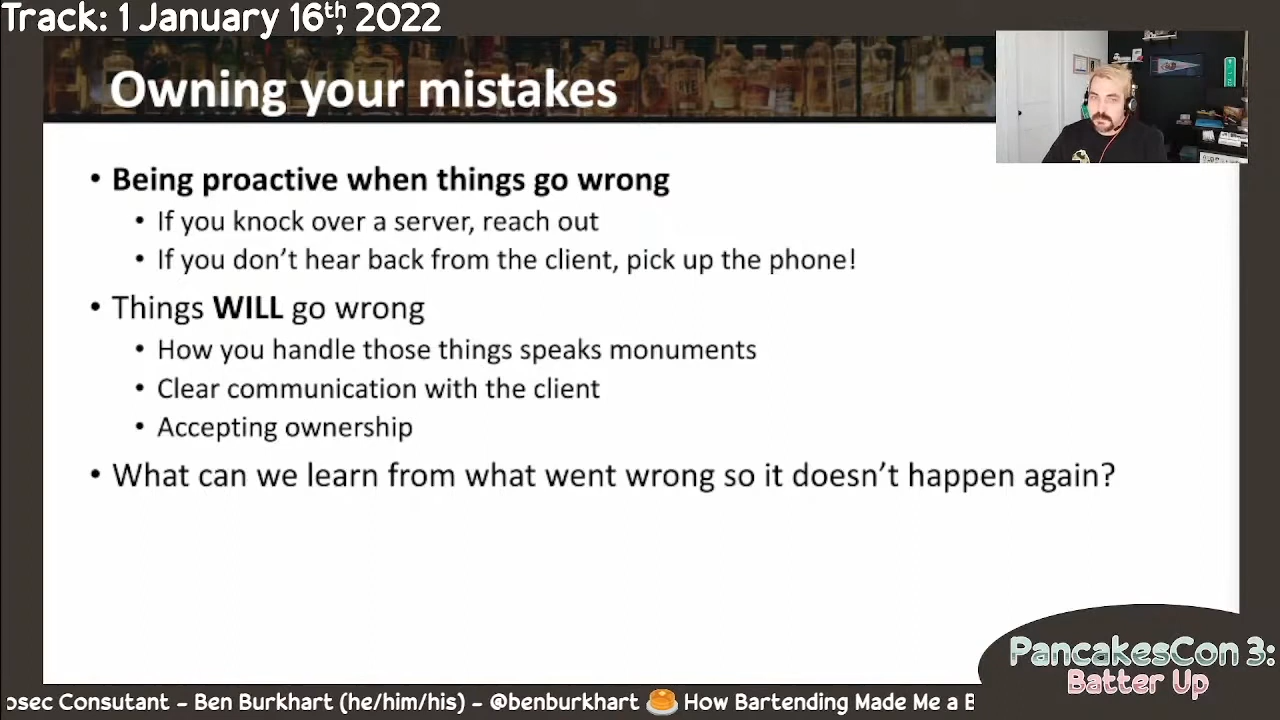 Track: 1 January 16th, 2022
Owning your mistakes
• Being proactive when things go wrong
• If you knock over a server, reach out
• If you don't hear back from the client, pick up the phone!
• Things WILL go wrong
• How you handle those things speaks monuments
• Clear communication with the client
• Accepting ownership
• What can we learn from what went wrong so it doesn't happen again?
PancakesCon 3:
Batter Up
osec Consutant – Ben Burkhart (he/him/his) – @benburkhart 🥞 How Bartending Made Me a B